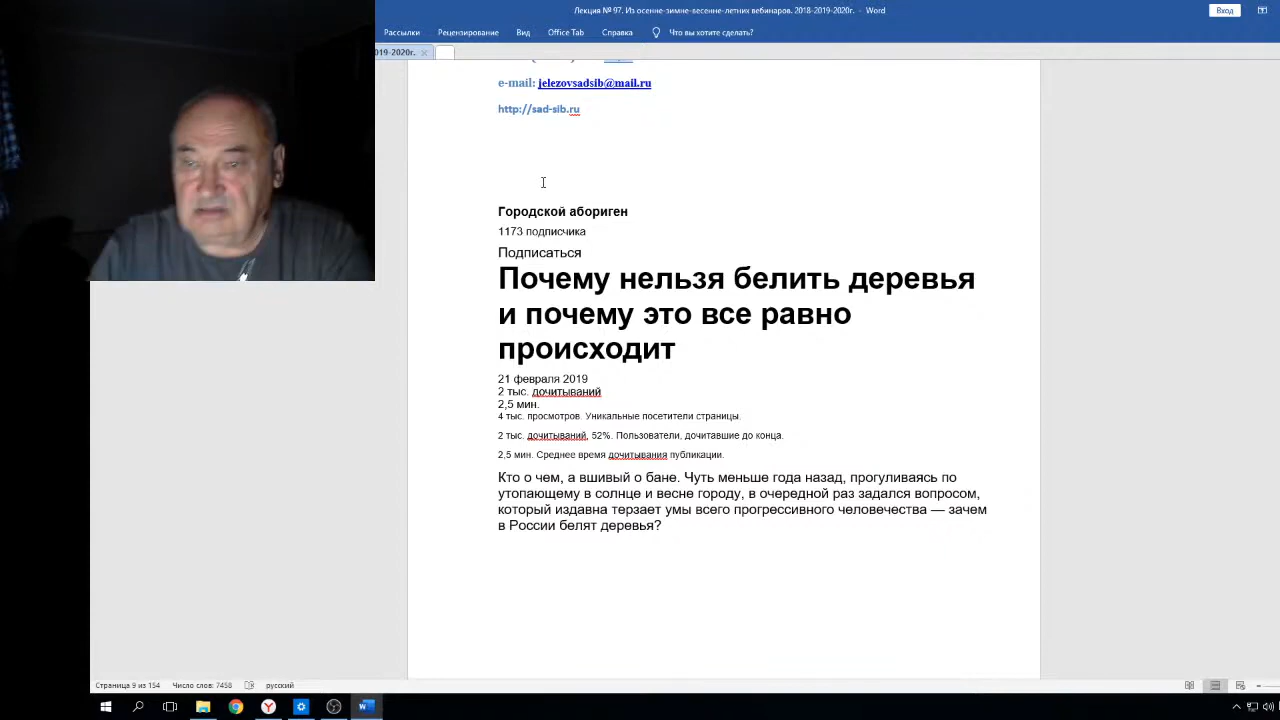 Лекция № 97. Из осенне-зимне-весенне-летних вебинаров. 2018-2019-2020г. - Word
Вход
Рассылки Рецензирование Вид Office Tab Справка Что вы хотите сделать?
019-2020г.
e-mail: jelezovsadsib@mail.ru
http://sad-sib.ru
Городской абориген
1173 подписчика
Подписаться
Почему нельзя белить деревья
и почему это все равно
происходит
21 февраля 2019
2 тыс. дочитываний
2,5 мин.
4 тыс. просмотров. Уникальные посетители страницы.
2 тыс. дочитываний, 52%. Пользователи, дочитавшие до конца.
2,5 мин. Среднее время дочитывания публикации.
Кто о чем, а вшивый о бане. Чуть меньше года назад, прогуливаясь по
утопающему в солнце и весне городу, в очередной раз задался вопросом,
который издавна терзает умы всего прогрессивного человечества — зачем
в России белят деревья?
Страница 9 из 154 Число слов: 7458 русский